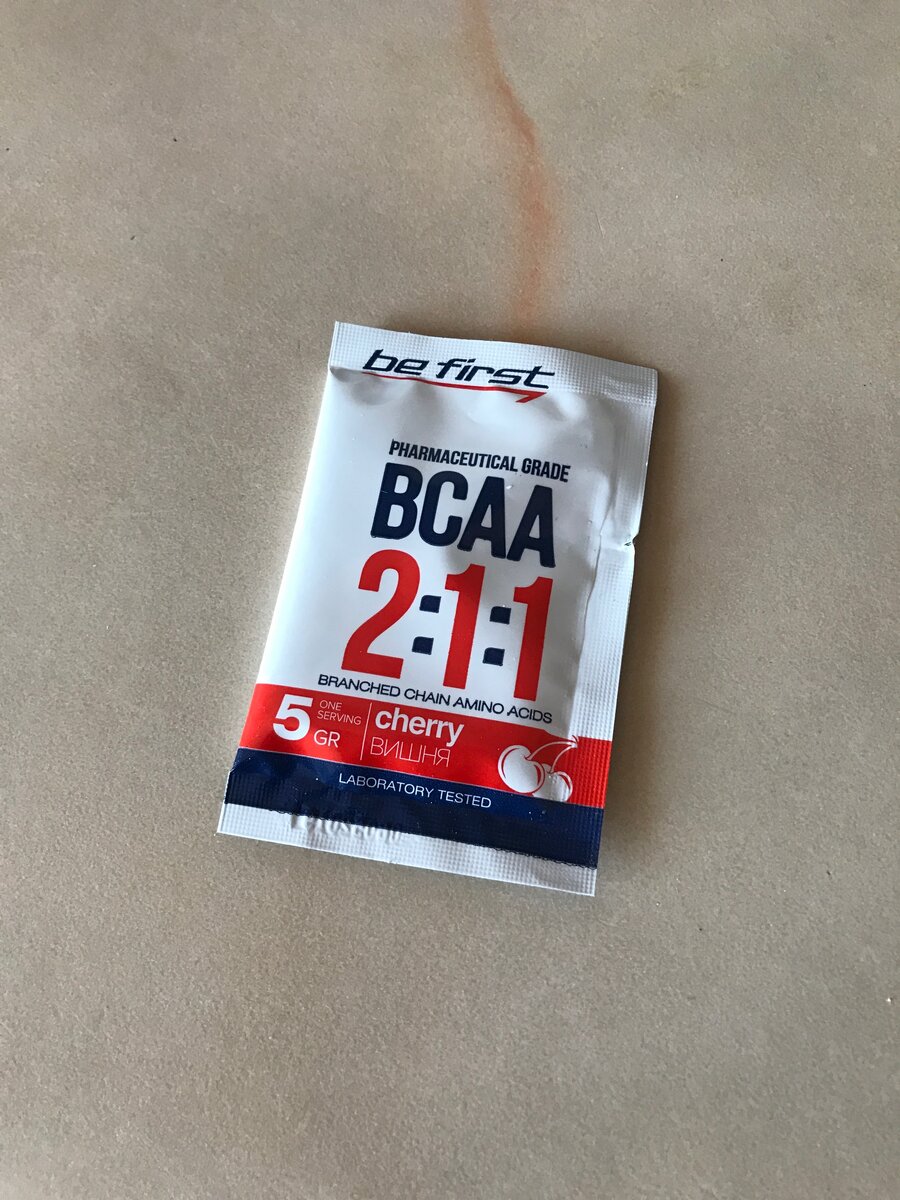 be first
PHARMACEUTICAL GRADE
BCAA
2:1:1
BRANCHED CHAIN AMINO ACIDS
5 GR
ONE
SERVING
cherry
ВИШНЯ
LABORATORY TESTED